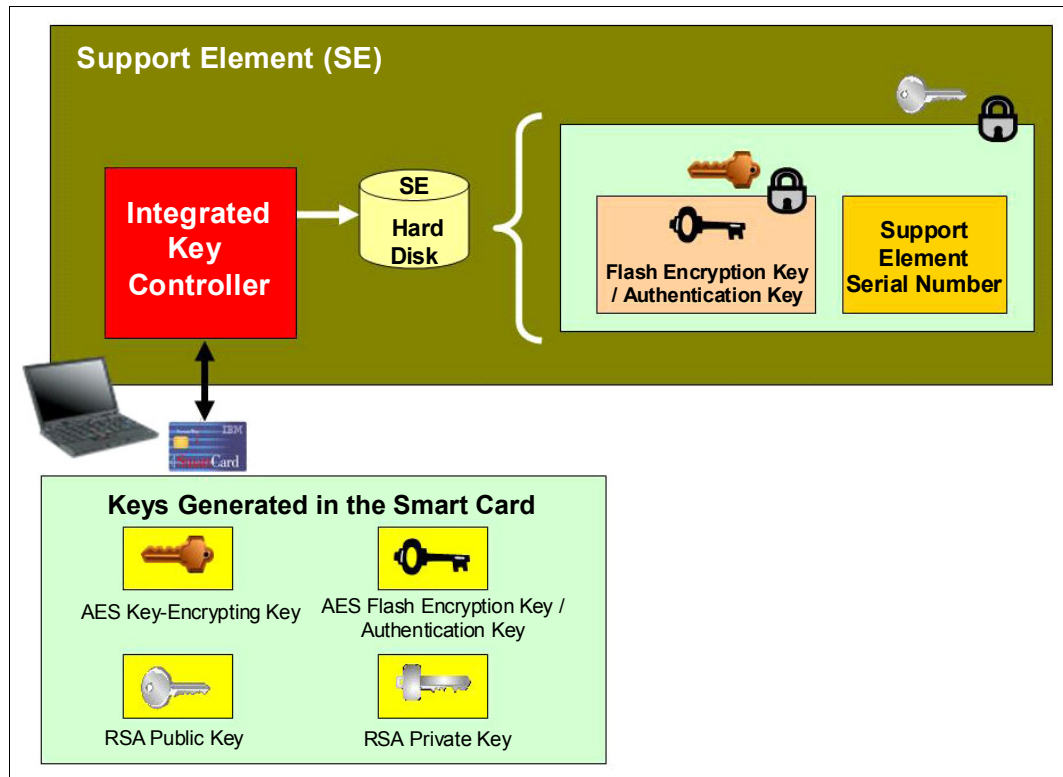 Support Element (SE)
Integrated
Key
Controller
SE
Hard
Disk
Flash Encryption Key
/ Authentication Key
Support
Element
Serial Number
IBM
SmartCard
Keys Generated in the Smart Card
AES Key-Encrypting Key
AES Flash Encryption Key /
Authentication Key
RSA Public Key
RSA Private Key